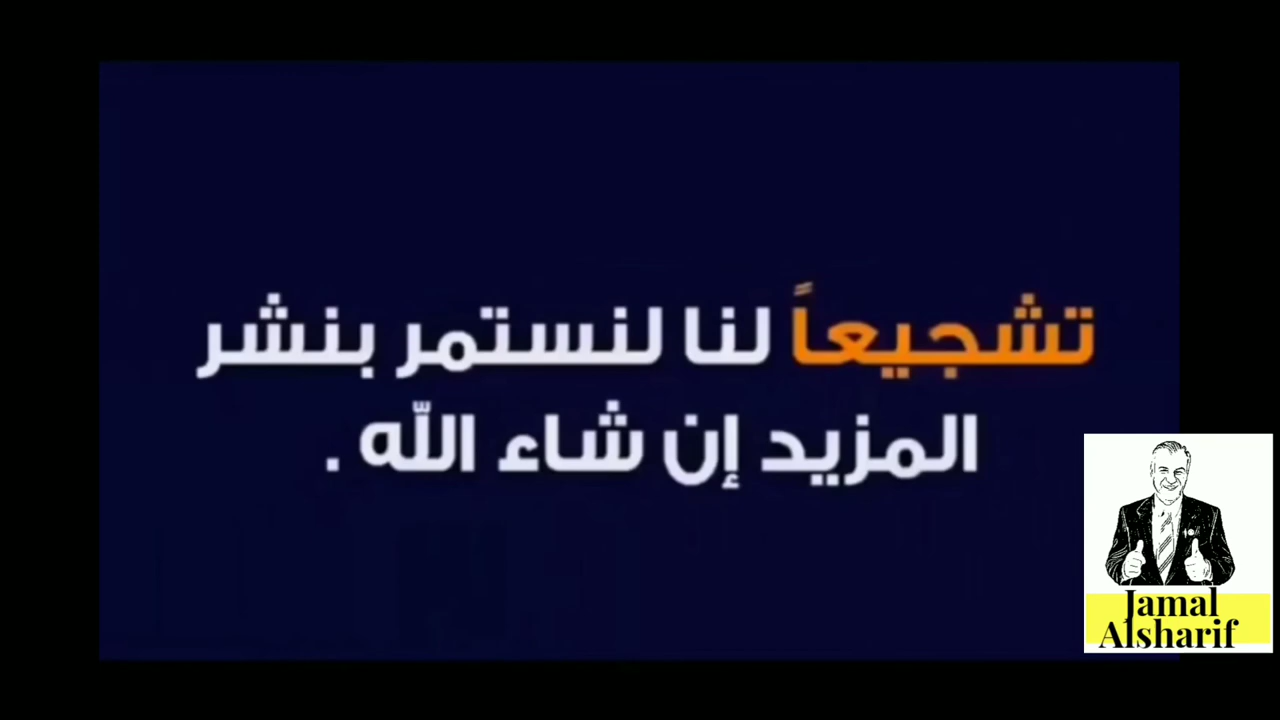 تشجيعاً لنا لنستمر بنشر
المزيد إن شاء الله .
Jamal
Alsharif